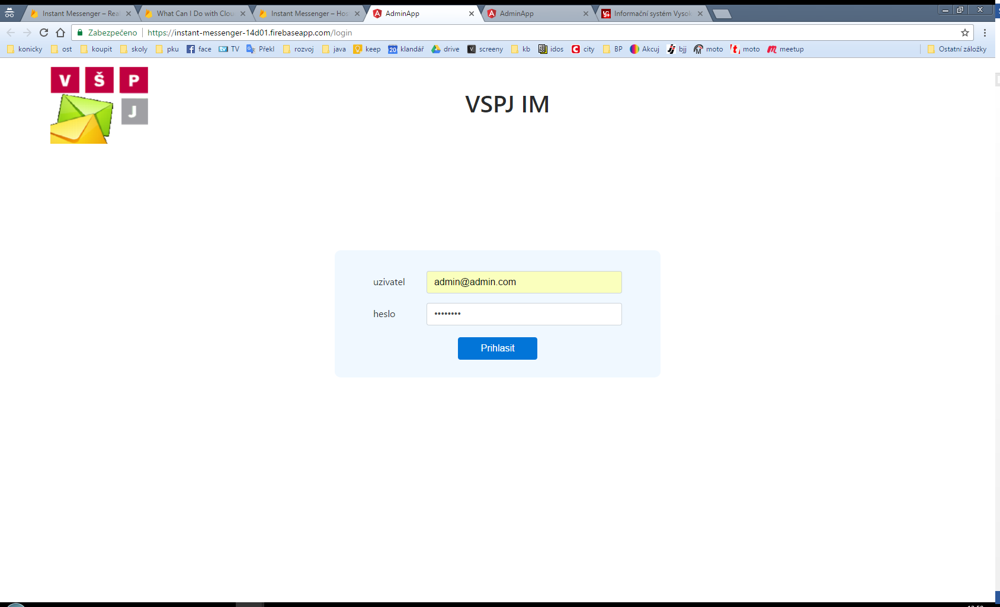 Instant Messenger – Rea
What Can I Do with Clou
Instant Messenger – Hos
AdminApp
AdminApp
Informační systém Vysok
Zabezpečeno
https://instant-messenger-14d01.firebaseapp.com/login
konicky ost koupit skoly pku face TV Překl rozvoj java keep 20 klandář drive screeny kb idos city BP Akcuj bjj moto moto meetup Ostatní záložky
V Š P
J
VSPJ IM
uzivatel admin@admin.com
heslo ••••••••
Prihlasit